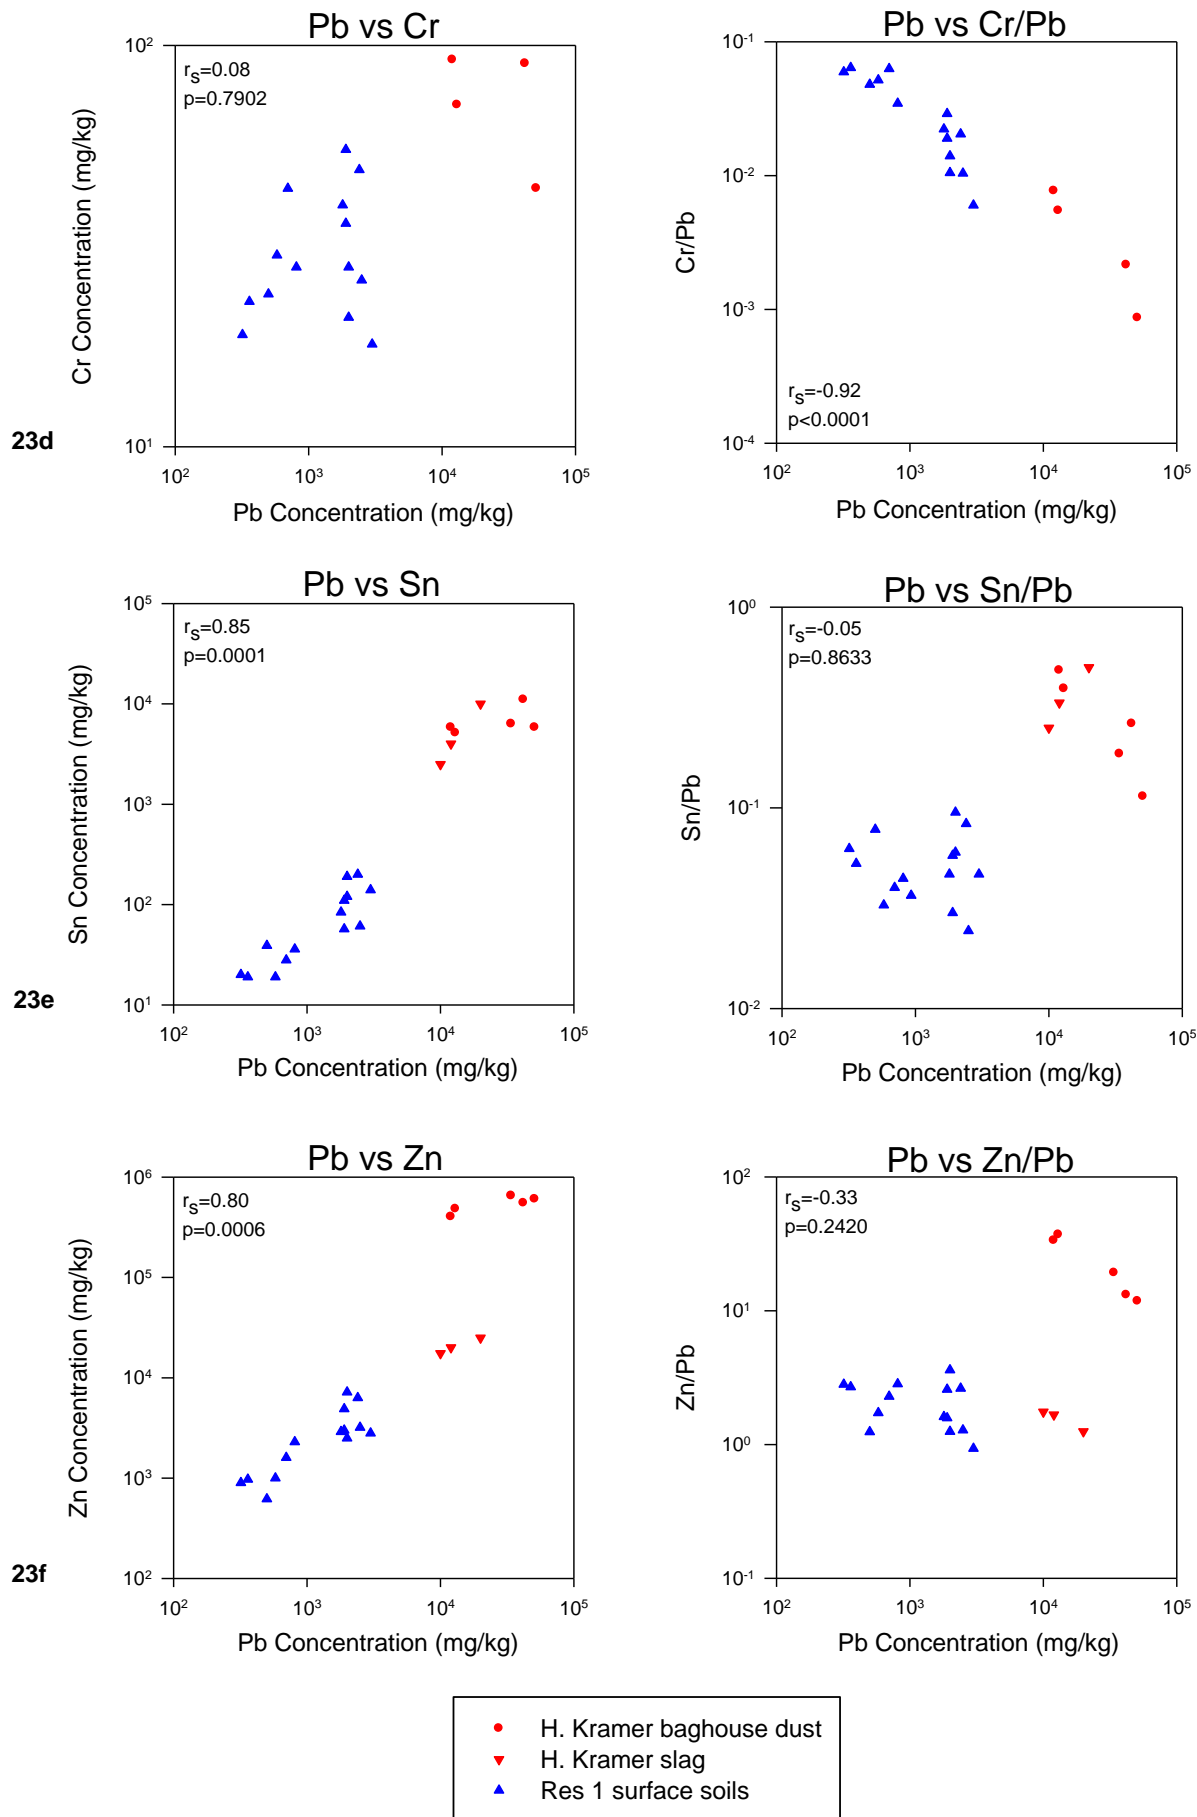 Pb vs Cr
10²
rs=0.08
p=0.7902
Cr Concentration (mg/kg)
10¹
10² 10³ 10⁴ 10⁵
Pb Concentration (mg/kg)
23d
Pb vs Cr/Pb
10⁻¹
10⁻²
10⁻³
10⁻⁴
Cr/Pb
rs=-0.92
p<0.0001
10² 10³ 10⁴ 10⁵
Pb Concentration (mg/kg)
Pb vs Sn
10⁵
10⁴
10³
10²
10¹
rs=0.85
p=0.0001
Sn Concentration (mg/kg)
10² 10³ 10⁴ 10⁵
Pb Concentration (mg/kg)
23e
Pb vs Sn/Pb
10⁰
10⁻¹
10⁻²
rs=-0.05
p=0.8633
Sn/Pb
10² 10³ 10⁴ 10⁵
Pb Concentration (mg/kg)
Pb vs Zn
10⁶
10⁵
10⁴
10³
10²
rs=0.80
p=0.0006
Zn Concentration (mg/kg)
10² 10³ 10⁴ 10⁵
Pb Concentration (mg/kg)
23f
Pb vs Zn/Pb
10²
10¹
10⁰
10⁻¹
rs=-0.33
p=0.2420
Zn/Pb
10² 10³ 10⁴ 10⁵
Pb Concentration (mg/kg)
H. Kramer baghouse dust
H. Kramer slag
Res 1 surface soils